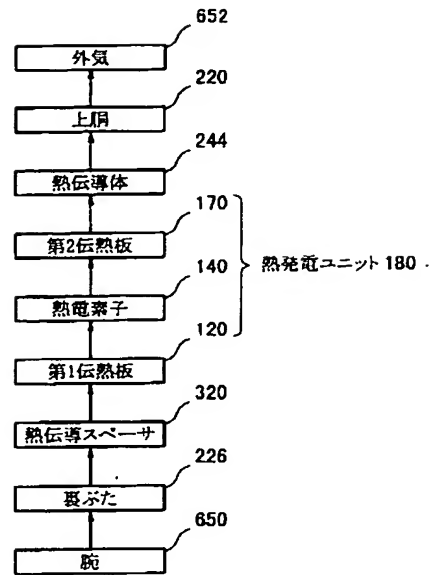 652
外気
220
上胴
244
熱伝導体
170
第2伝熱板
140
熱電素子
熱発電ユニット 180
120
第1伝熱板
320
熱伝導スペーサ
226
裏ぶた
650
腕